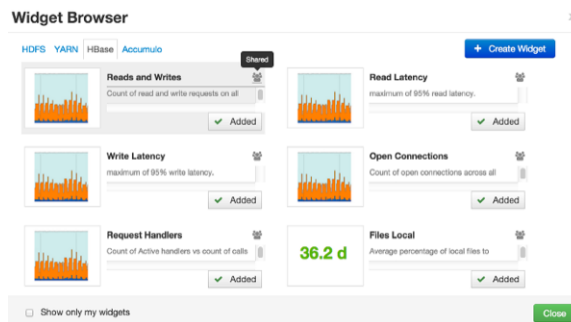 Widget Browser
HDFS YARN HBase Accumulo
+ Create Widget
Shared
Reads and Writes
Count of read and write requests on all
✓ Added
Read Latency
maximum of 95% read latency.
✓ Added
Write Latency
maximum of 95% write latency.
✓ Added
Open Connections
Count of open connections across all
✓ Added
Request Handlers
Count of Active handlers vs count of calls
✓ Added
36.2 d
Files Local
Average percentage of local files to
✓ Added
Show only my widgets
Close